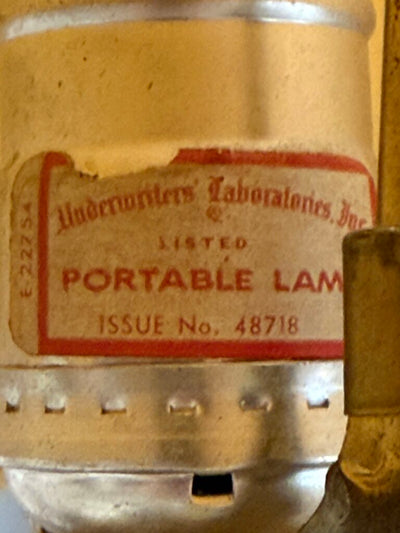 Underwriters' Laboratories, Inc.
LISTED
PORTABLE LAM
ISSUE No. 48718
E-22754